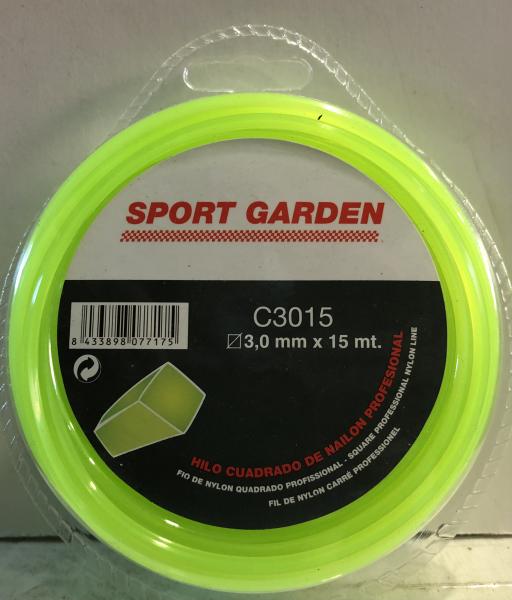 SPORT GARDEN
C3015
3,0 mm x 15 mt.
8 433898 077175
HILO CUADRADO DE NAILON PROFESIONAL
FIO DE NYLON QUADRADO PROFISSIONAL - SQUARE PROFESSIONAL NYLON LINE
FIL DE NYLON CARRÉ PROFESSIONEL